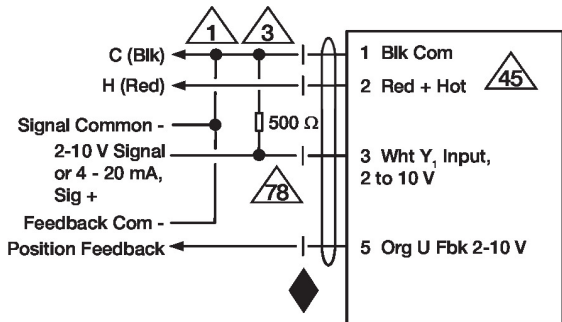 1
3
C (Blk)
1 Blk Com
H (Red)
2 Red + Hot
45
Signal Common -
500 Ω
2-10 V Signal
or 4 - 20 mA,
Sig +
3 Wht Y₁ Input,
2 to 10 V
78
Feedback Com -
Position Feedback
5 Org U Fbk 2-10 V